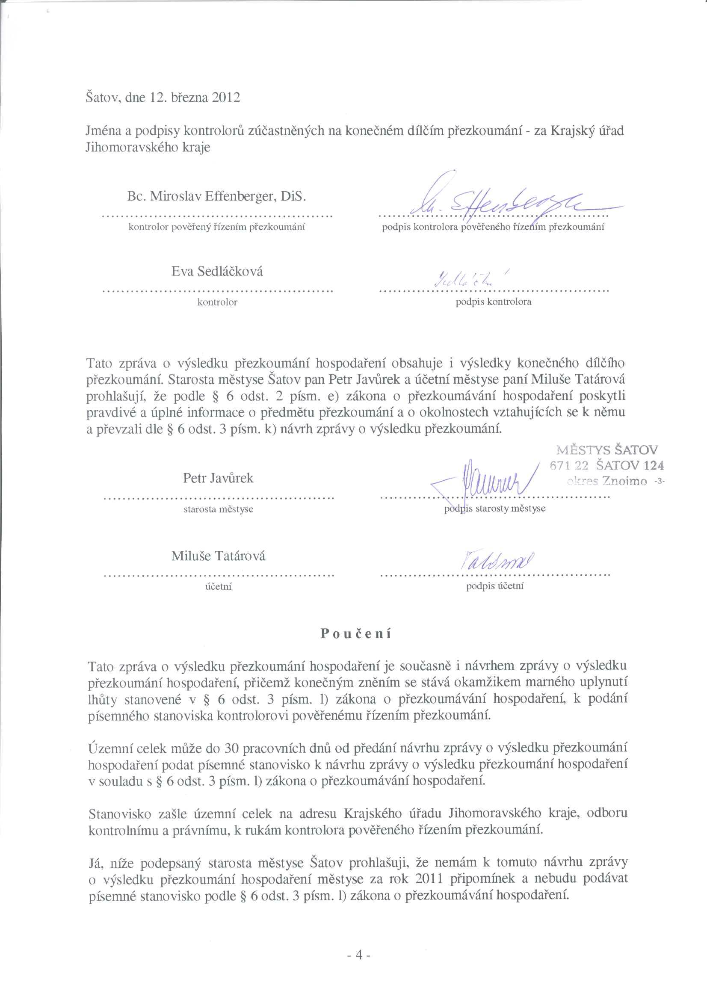 Šatov, dne 12. března 2012
Jména a podpisy kontrolorů zúčastněných na konečném dílčím přezkoumání - za Krajský úřad
Jihomoravského kraje
Bc. Miroslav Effenberger, DiS.
M. Effenberger
kontrolor pověřený řízením přezkoumání
podpis kontrolora pověřeného řízením přezkoumání
Eva Sedláčková
kontrolor
podpis kontrolora
Tato zpráva o výsledku přezkoumání hospodaření obsahuje i výsledky konečného dílčího
přezkoumání. Starosta městyse Šatov pan Petr Javůrek a účetní městyse paní Miluše Tatárová
prohlašují, že podle § 6 odst. 2 písm. e) zákona o přezkoumávání hospodaření poskytli
pravdivé a úplné informace o předmětu přezkoumání a o okolnostech vztahujících se k němu
a převzali dle § 6 odst. 3 písm. k) návrh zprávy o výsledku přezkoumání.
MĚSTYS ŠATOV
671 22 ŠATOV 124
okres Znojmo -3-
Petr Javůrek
starosta městyse
podpis starosty městyse
Miluše Tatárová
účetní
podpis účetní
Poučení
Tato zpráva o výsledku přezkoumání hospodaření je současně i návrhem zprávy o výsledku
přezkoumání hospodaření, přičemž konečným zněním se stává okamžikem marného uplynutí
lhůty stanovené v § 6 odst. 3 písm. l) zákona o přezkoumávání hospodaření, k podání
písemného stanoviska kontrolorovi pověřenému řízením přezkoumání.
Územní celek může do 30 pracovních dnů od předání návrhu zprávy o výsledku přezkoumání
hospodaření podat písemné stanovisko k návrhu zprávy o výsledku přezkoumání hospodaření
v souladu s § 6 odst. 3 písm. l) zákona o přezkoumávání hospodaření.
Stanovisko zašle územní celek na adresu Krajského úřadu Jihomoravského kraje, odboru
kontrolnímu a právnímu, k rukám kontrolora pověřeného řízením přezkoumání.
Já, níže podepsaný starosta městyse Šatov prohlašuji, že nemám k tomuto návrhu zprávy
o výsledku přezkoumání hospodaření městyse za rok 2011 připomínek a nebudu podávat
písemné stanovisko podle § 6 odst. 3 písm. l) zákona o přezkoumávání hospodaření.
- 4 -